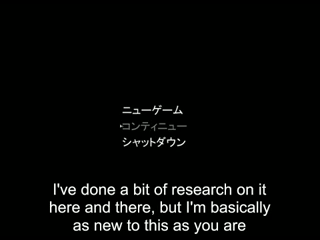 ニューゲーム
コンティニュー
シャットダウン
I've done a bit of research on it
here and there, but I'm basically
as new to this as you are